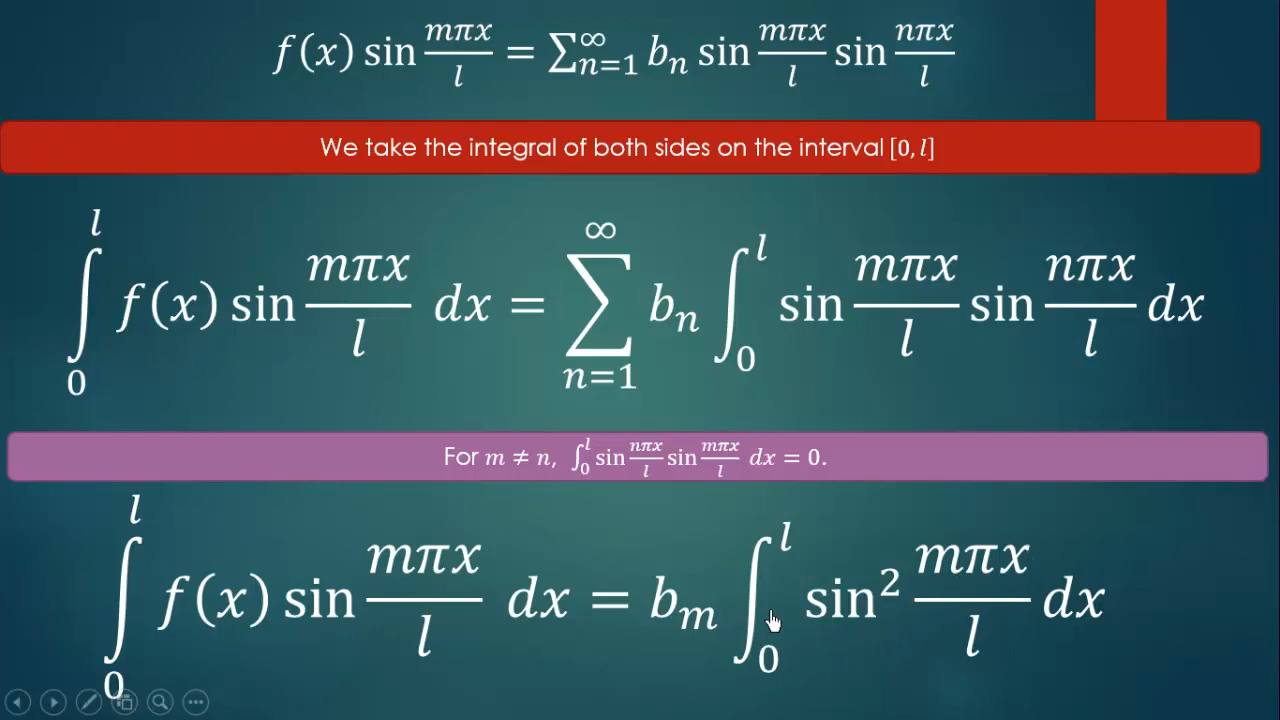 f(x) sin mπx/l = ∑_{n=1}^{∞} b_n sin mπx/l sin nπx/l
We take the integral of both sides on the interval [0, l]
∫_0^l f(x) sin mπx/l dx = ∑_{n=1}^{∞} b_n ∫_0^l sin mπx/l sin nπx/l dx
For m ≠ n, ∫_0^l sin nπx/l sin mπx/l dx = 0.
∫_0^l f(x) sin mπx/l dx = b_m ∫_0^l sin² mπx/l dx